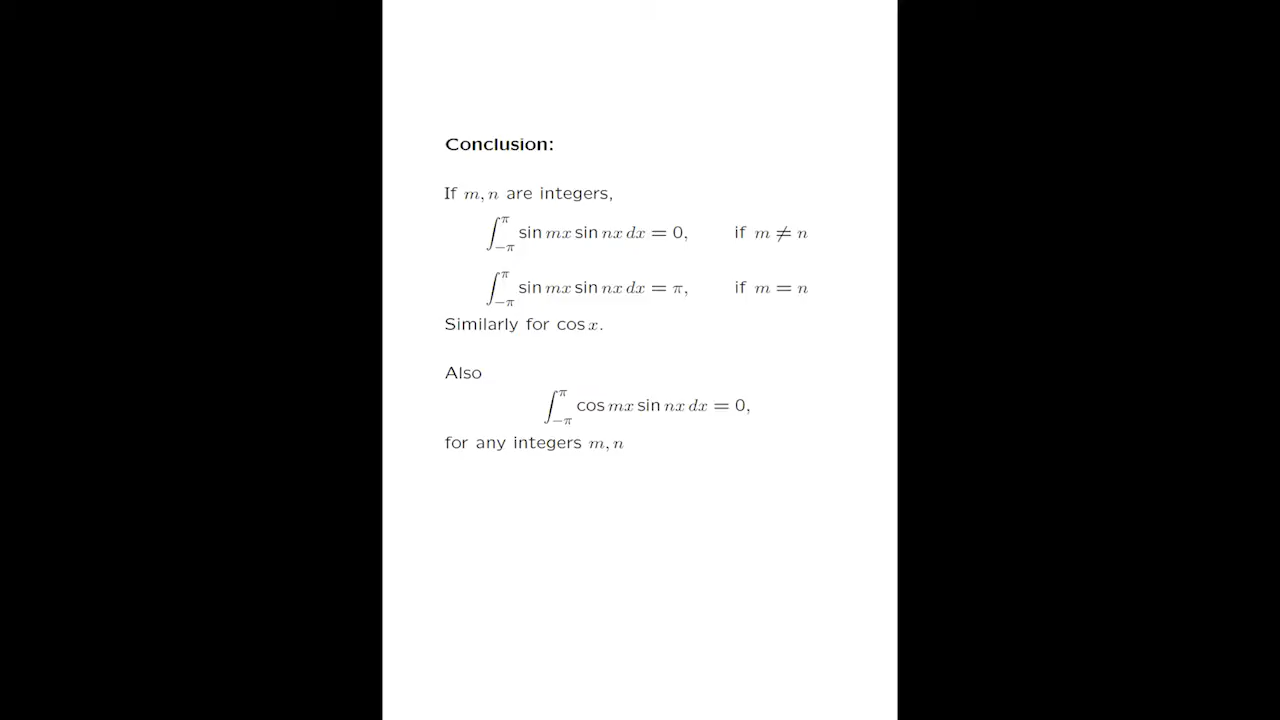 Conclusion:
If m, n are integers,
∫_{−π}^{π} sin mx sin nx dx = 0, if m ≠ n
∫_{−π}^{π} sin mx sin nx dx = π, if m = n
Similarly for cos x.
Also
∫_{−π}^{π} cos mx sin nx dx = 0,
for any integers m, n